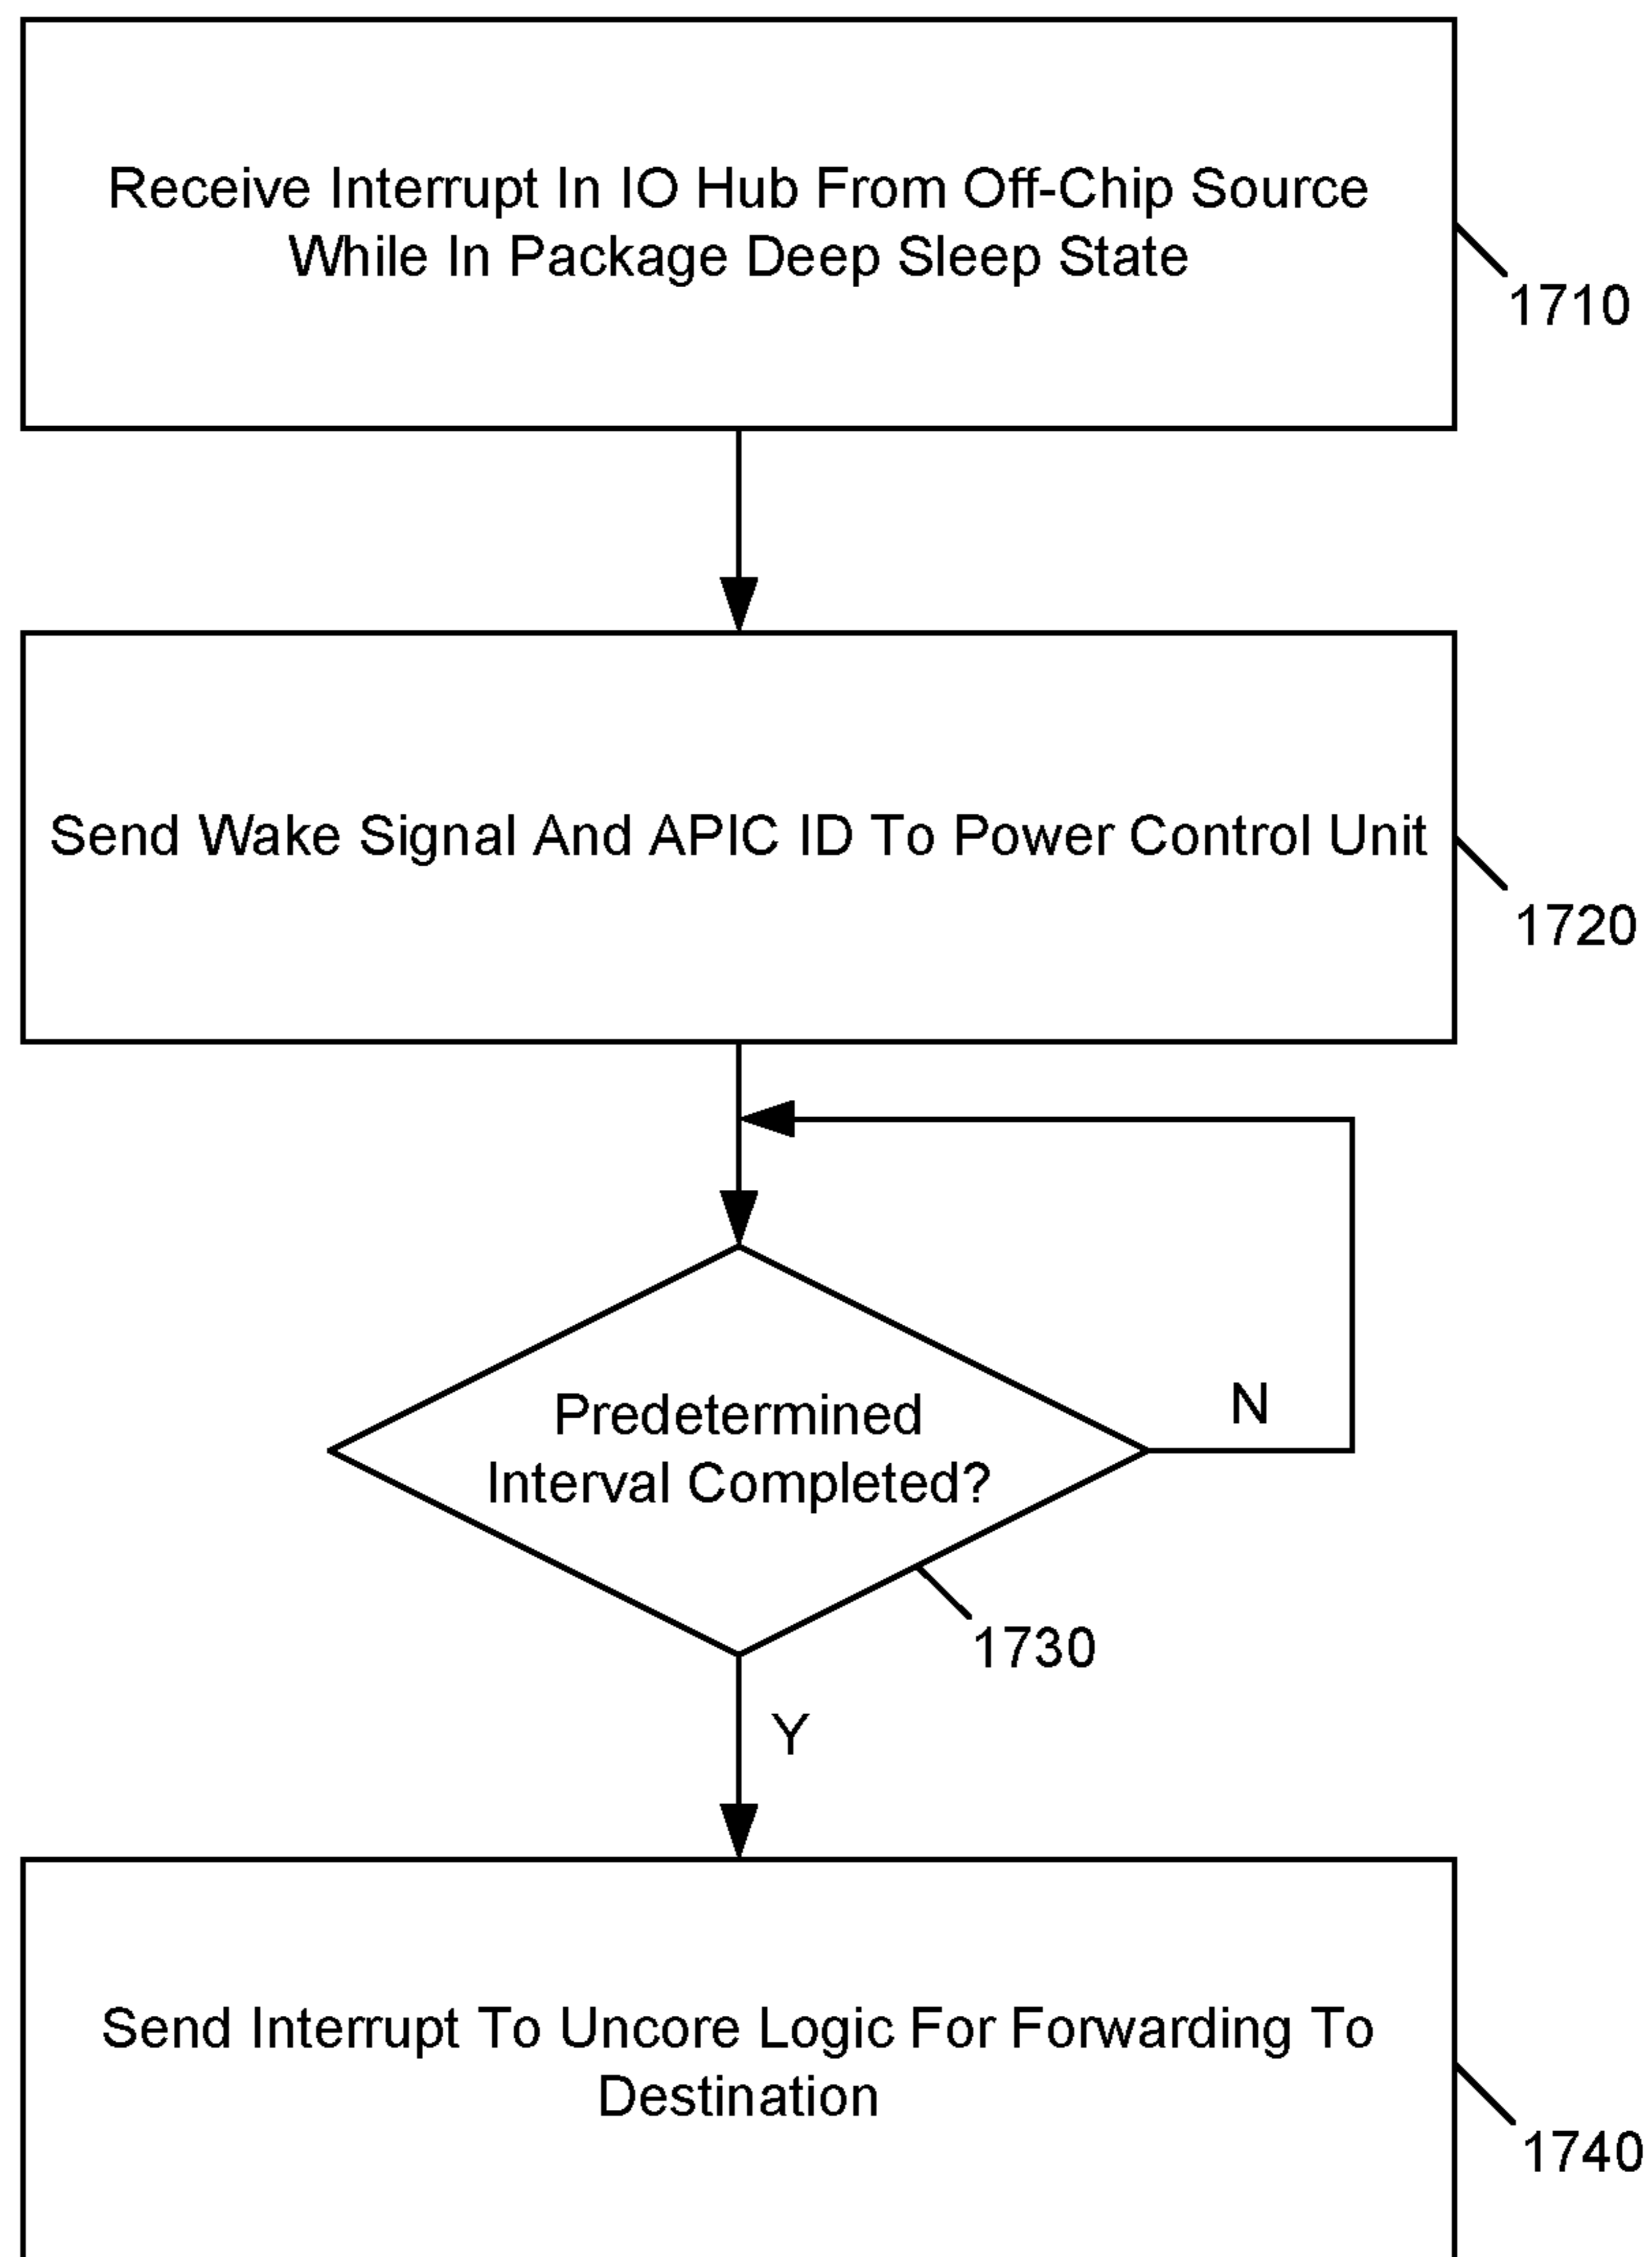 Receive Interrupt In IO Hub From Off-Chip Source
While In Package Deep Sleep State
1710
Send Wake Signal And APIC ID To Power Control Unit
1720
N
Predetermined
Interval Completed?
1730
Y
Send Interrupt To Uncore Logic For Forwarding To
Destination
1740